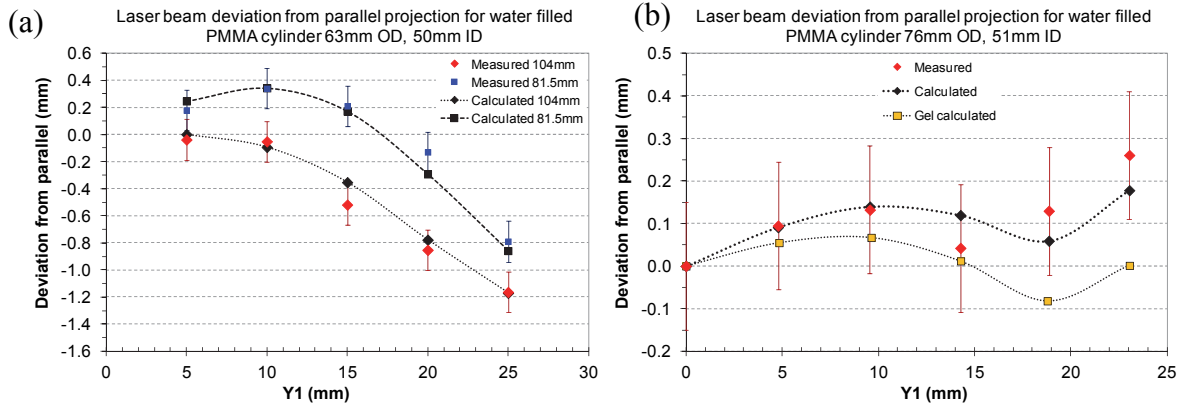 (a)
Laser beam deviation from parallel projection for water filled
PMMA cylinder 63mm OD, 50mm ID
Deviation from parallel (mm)
0.6
0.4
0.2
0.0
-0.2
-0.4
-0.6
-0.8
-1.0
-1.2
-1.4
-1.6
Measured 104mm
Measured 81.5mm
Calculated 104mm
Calculated 81.5mm
0 5 10 15 20 25 30
Y1 (mm)
(b)
Laser beam deviation from parallel projection for water filled
PMMA cylinder 76mm OD, 51mm ID
Deviation from parallel (mm)
0.5
0.4
0.3
0.2
0.1
0.0
-0.1
-0.2
Measured
Calculated
Gel calculated
0 5 10 15 20 25
Y1 (mm)